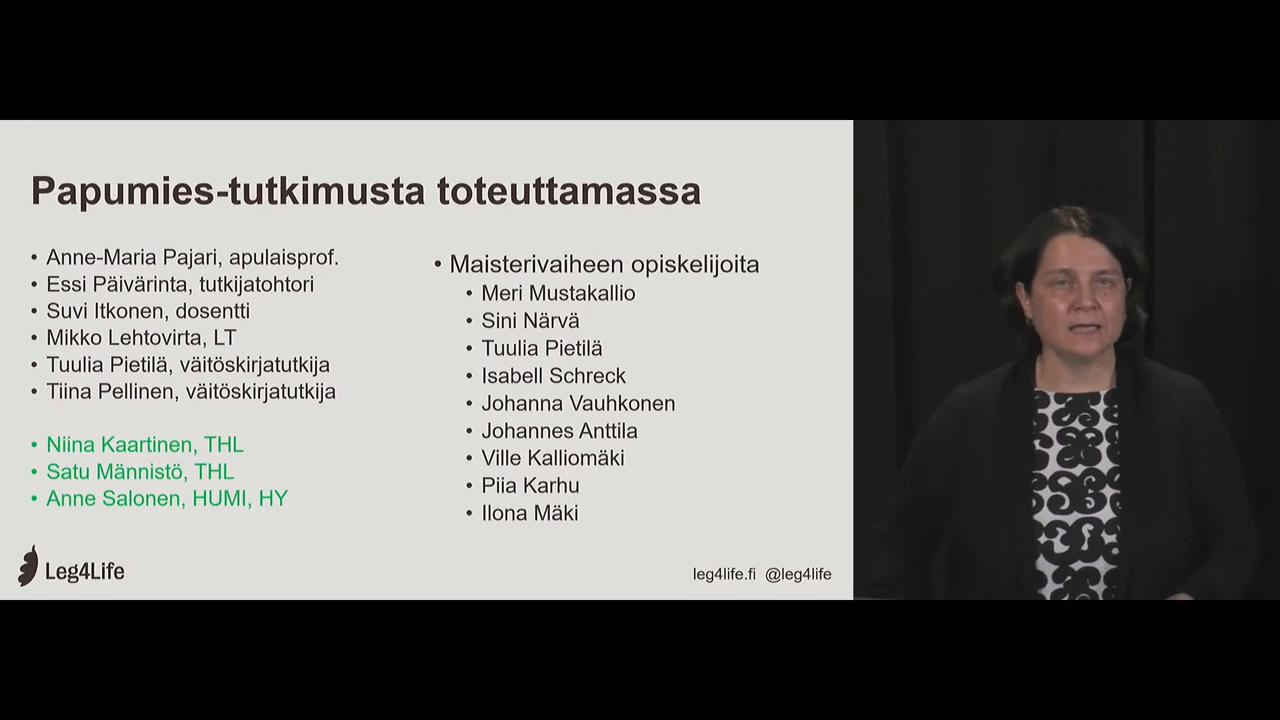 Papumies-tutkimusta toteuttamassa
• Anne-Maria Pajari, apulaisprof.
• Essi Päivärinta, tutkijatohtori
• Suvi Itkonen, dosentti
• Mikko Lehtovirta, LT
• Tuulia Pietilä, väitöskirjatutkija
• Tiina Pellinen, väitöskirjatutkija
• Niina Kaartinen, THL
• Satu Männistö, THL
• Anne Salonen, HUMI, HY
• Maisterivaiheen opiskelijoita
• Meri Mustakallio
• Sini Närvä
• Tuulia Pietilä
• Isabell Schreck
• Johanna Vauhkonen
• Johannes Anttila
• Ville Kalliomäki
• Piia Karhu
• Ilona Mäki
Leg4Life
leg4life.fi @leg4life